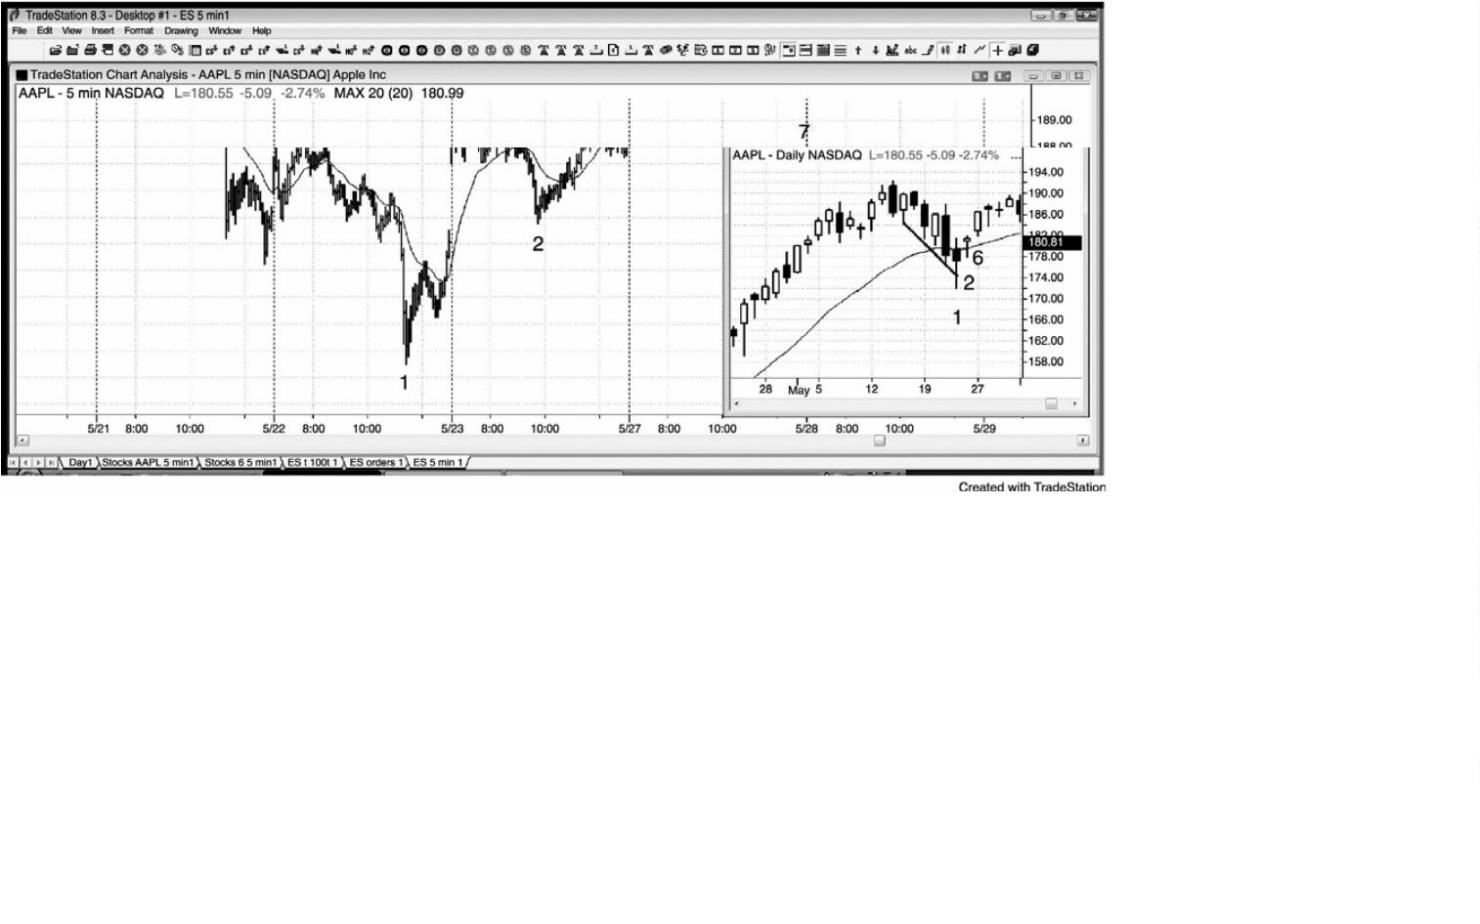 TradeStation 8.3 - Desktop #1 - ES 5 min1
File Edit View Insert Format Drawing Window Help
TradeStation Chart Analysis - AAPL 5 min [NASDAQ] Apple Inc
AAPL - 5 min NASDAQ L=180.55 -5.09 -2.74% MAX 20 (20) 180.99
189.00
7
188.00
AAPL - Daily NASDAQ L=180.55 -5.09 -2.74% ...
194.00
190.00
186.00
182.00
180.81
178.00
174.00
170.00
166.00
162.00
158.00
2
6
2
1
1
28 May 5 12 19 27
5/21 8:00 10:00 5/22 8:00 10:00 5/23 8:00 10:00 5/27 8:00 10:00 5/28 8:00 10:00 5/29
Day1 Stocks AAPL 5 min1 Stocks 6 5 min1 ES t 100t 1 ES orders 1 ES 5 min 1
Created with TradeStation